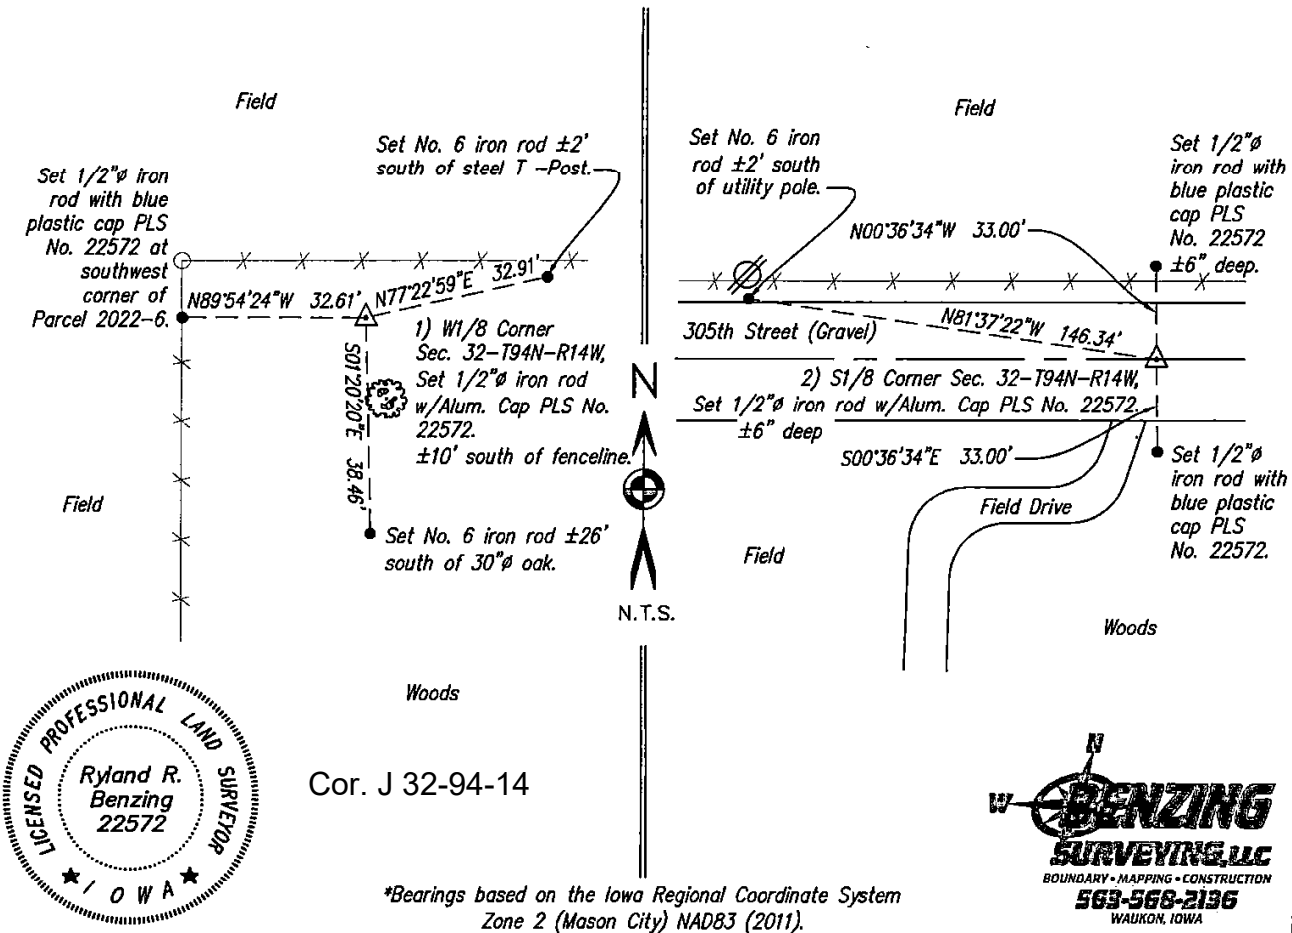 Field
Set No. 6 iron rod ±2'
south of steel T -Post.
Set 1/2"ø iron
rod with blue
plastic cap PLS
No. 22572 at
southwest
corner of
Parcel 2022-6.
N89°54'24"W 32.61'
N77°22'59"E 32.91'
S01°20'20"E 38.46'
1) W1/8 Corner
Sec. 32-T94N-R14W,
Set 1/2"ø iron rod
w/Alum. Cap PLS No.
22572.
±10' south of fenceline.
Set No. 6 iron rod ±26'
south of 30"ø oak.
Field
Woods
N
N.T.S.
Field
Set No. 6 iron
rod ±2' south
of utility pole.
N00°36'34"W 33.00'
Set 1/2"ø
iron rod with
blue plastic
cap PLS
No. 22572
±6" deep.
305th Street (Gravel)
N81°37'22"W 146.34'
2) S1/8 Corner Sec. 32-T94N-R14W,
Set 1/2"ø iron rod w/Alum. Cap PLS No. 22572.
±6" deep
S00°36'34"E 33.00'
Set 1/2"ø
iron rod with
blue plastic
cap PLS
No. 22572.
Field Drive
Field
Woods
LICENSED PROFESSIONAL LAND SURVEYOR
Ryland R.
Benzing
22572
IOWA
Cor. J 32-94-14
*Bearings based on the Iowa Regional Coordinate System
Zone 2 (Mason City) NAD83 (2011).
N
W
BENZING
SURVEYING, LLC
BOUNDARY • MAPPING • CONSTRUCTION
563-568-2136
WAUKON, IOWA